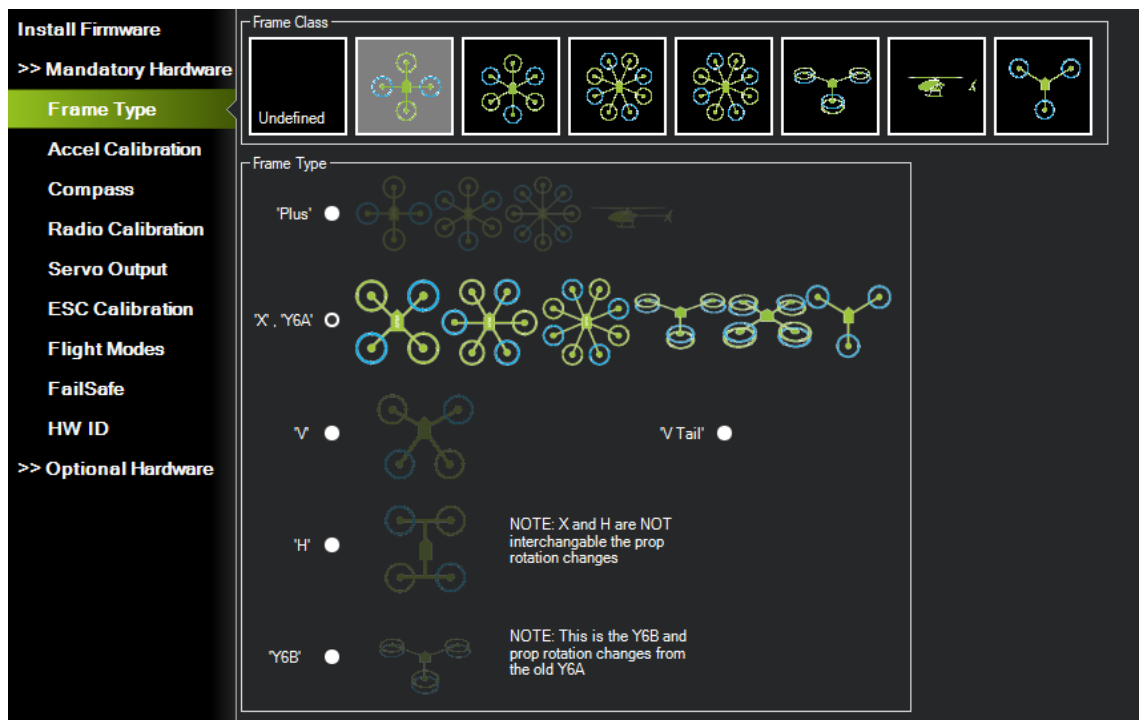 Install Firmware
>> Mandatory Hardware
Frame Type
Accel Calibration
Compass
Radio Calibration
Servo Output
ESC Calibration
Flight Modes
FailSafe
HW ID
>> Optional Hardware
Frame Class
Undefined
Frame Type
'Plus'
'X', 'Y6A'
'V'
'V Tail'
'H'
NOTE: X and H are NOT
interchangable the prop
rotation changes
'Y6B'
NOTE: This is the Y6B and
prop rotation changes from
the old Y6A